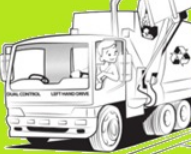 DUAL CONTROL LEFT HAND DRIVE